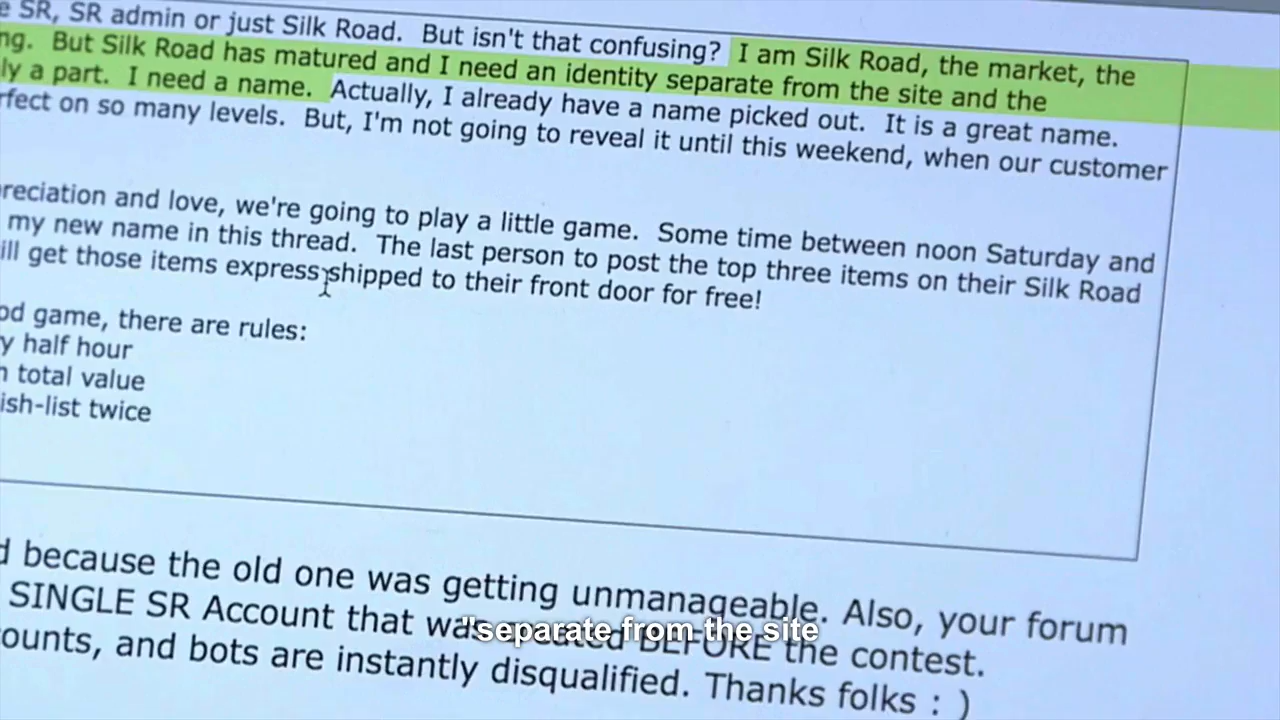 e SR, SR admin or just Silk Road. But isn't that confusing? I am Silk Road, the market, the
ng. But Silk Road has matured and I need an identity separate from the site and the
ly a part. I need a name. Actually, I already have a name picked out. It is a great name.
rfect on so many levels. But, I'm not going to reveal it until this weekend, when our customer
reciation and love, we're going to play a little game. Some time between noon Saturday and
my new name in this thread. The last person to post the top three items on their Silk Road
ill get those items express shipped to their front door for free!
od game, there are rules:
y half hour
n total value
ish-list twice
d because the old one was getting unmanageable. Also, your forum
SINGLE SR Account that was created BEFORE the contest.
ounts, and bots are instantly disqualified. Thanks folks : )
"separate from the site